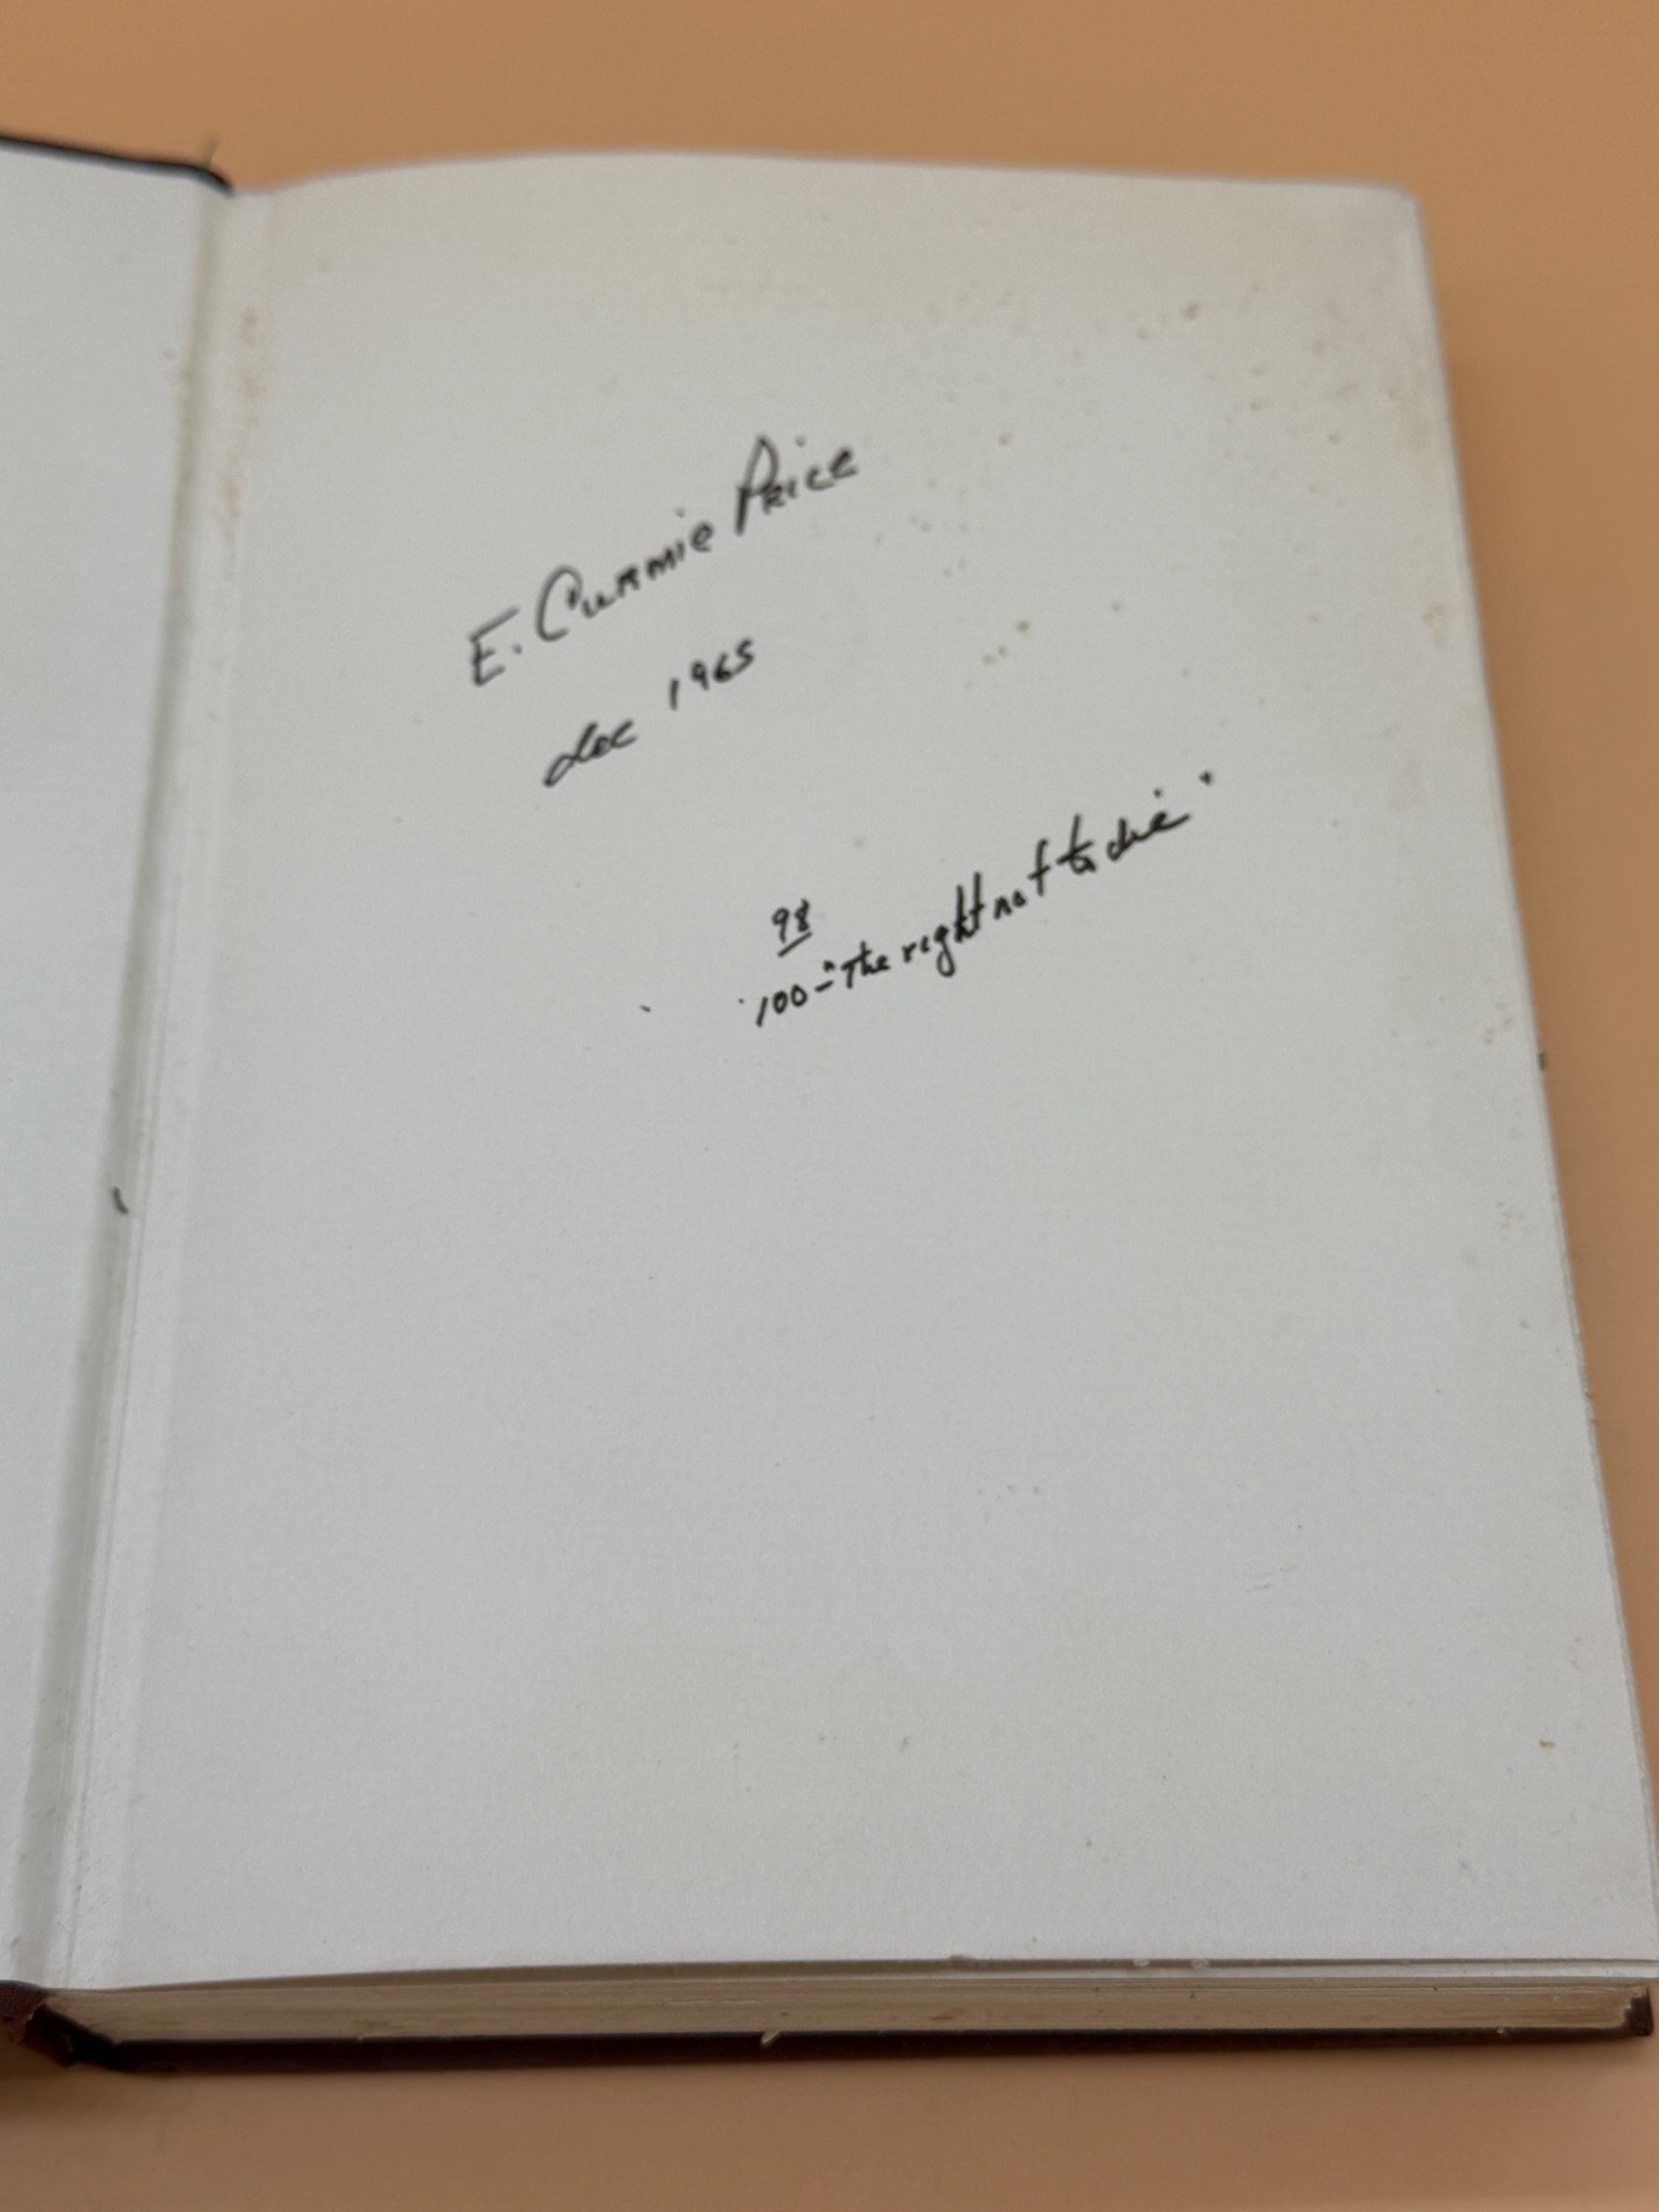 E. Currie Price
Dec 1965
98
100-"The right not to die"